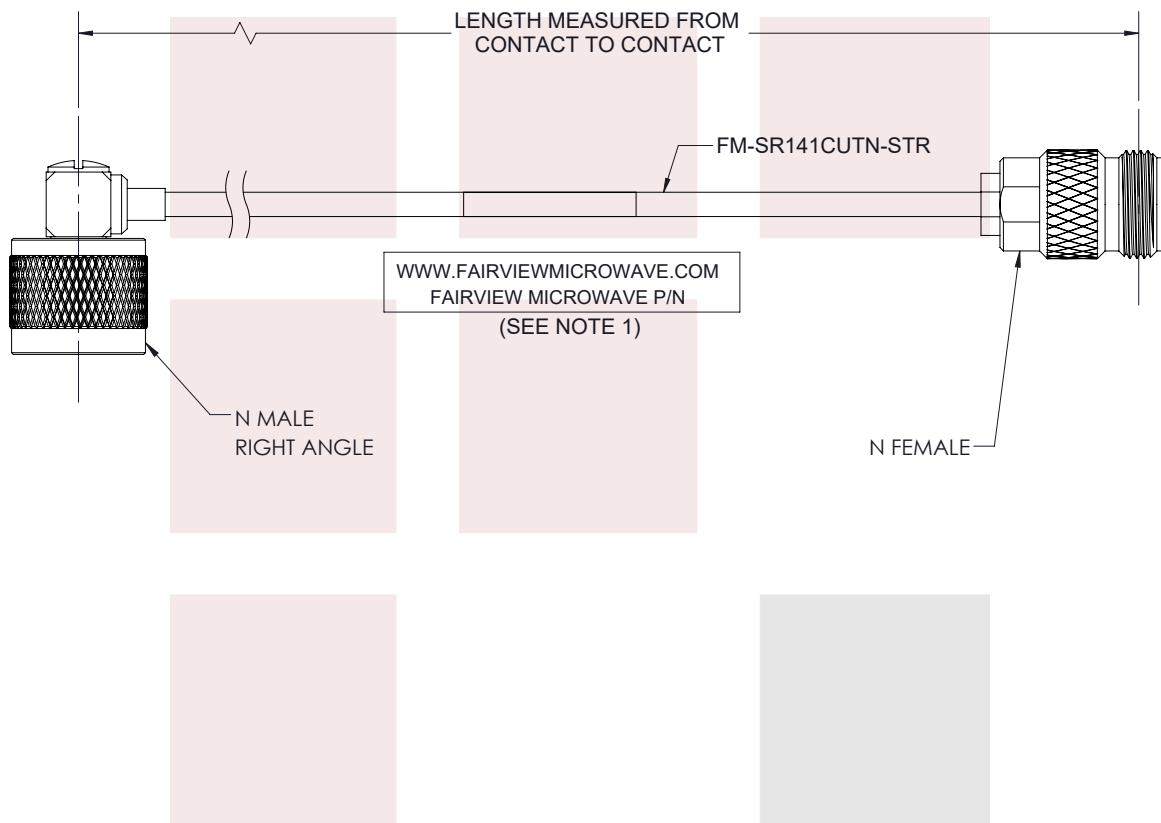 LENGTH MEASURED FROM
CONTACT TO CONTACT
FM-SR141CUTN-STR
WWW.FAIRVIEWMICROWAVE.COM
FAIRVIEW MICROWAVE P/N
(SEE NOTE 1)
N MALE
RIGHT ANGLE
N FEMALE